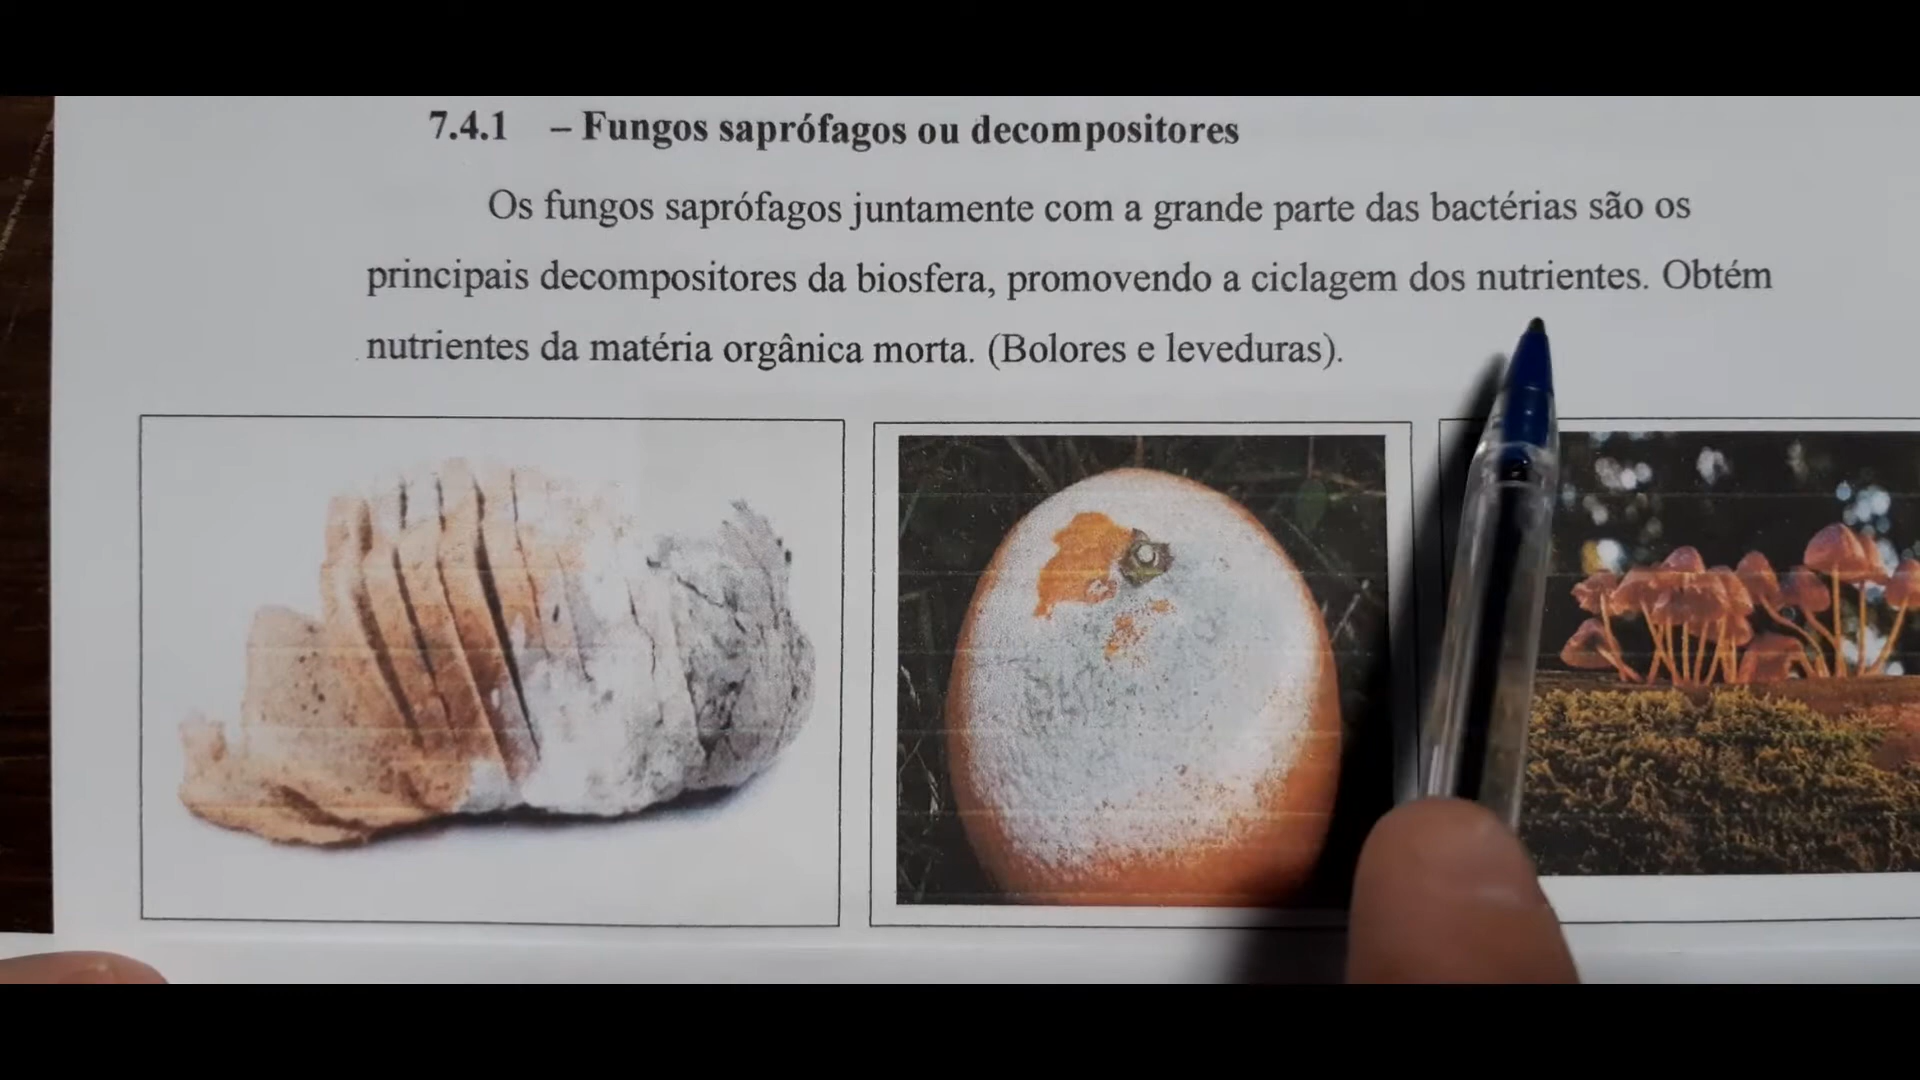 7.4.1 – Fungos saprófagos ou decompositores
Os fungos saprófagos juntamente com a grande parte das bactérias são os
principais decompositores da biosfera, promovendo a ciclagem dos nutrientes. Obtém
nutrientes da matéria orgânica morta. (Bolores e leveduras).